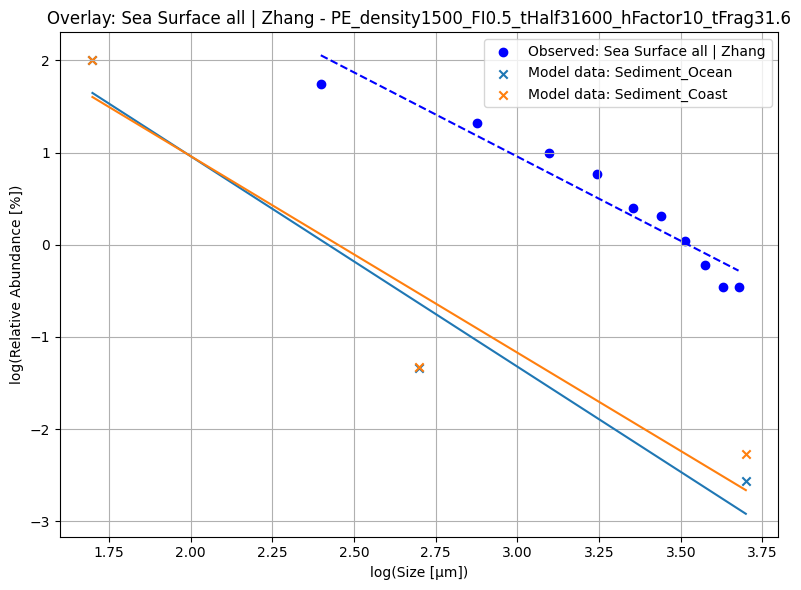 Overlay: Sea Surface all | Zhang - PE_density1500_FI0.5_tHalf31600_hFactor10_tFrag31.6
Observed: Sea Surface all | Zhang
Model data: Sediment_Ocean
Model data: Sediment_Coast
log(Relative Abundance [%])
2
1
0
−1
−2
−3
1.75
2.00
2.25
2.50
2.75
3.00
3.25
3.50
3.75
log(Size [µm])